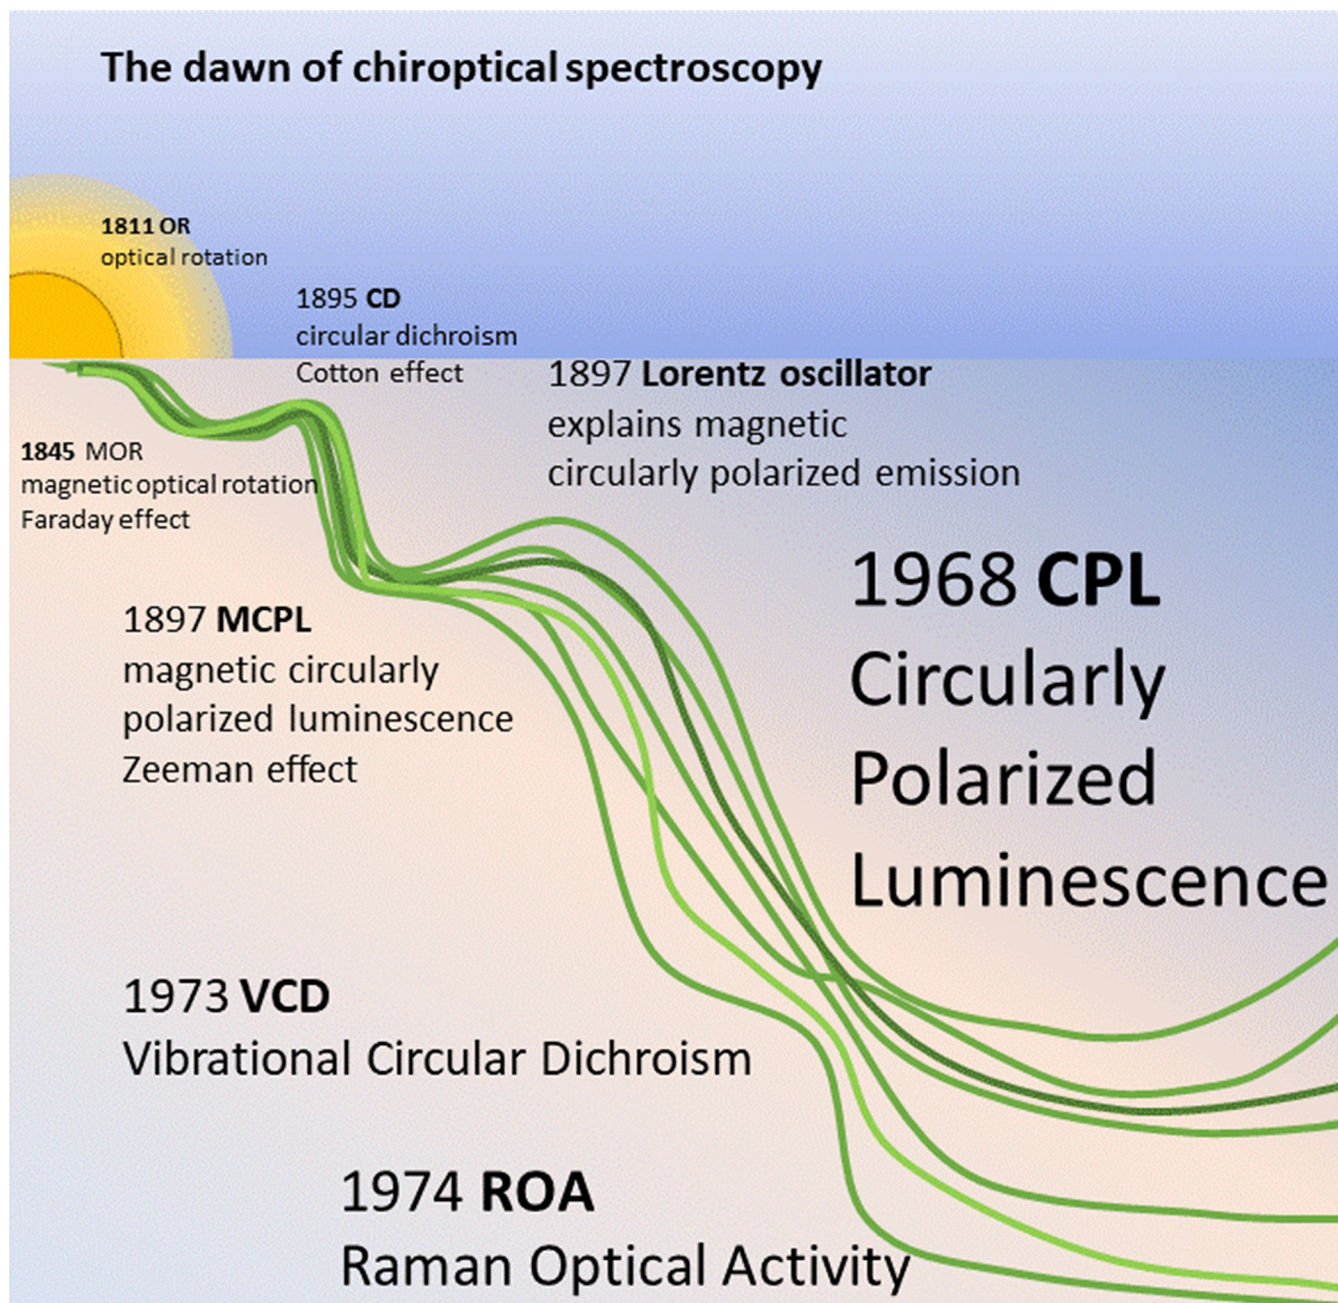 The dawn of chiroptical spectroscopy
1811 OR
optical rotation
1895 CD
circular dichroism
Cotton effect
1897 Lorentz oscillator
explains magnetic
circularly polarized emission
1845 MOR
magnetic optical rotation
Faraday effect
1968 CPL
Circularly
Polarized
Luminescence
1897 MCPL
magnetic circularly
polarized luminescence
Zeeman effect
1973 VCD
Vibrational Circular Dichroism
1974 ROA
Raman Optical Activity